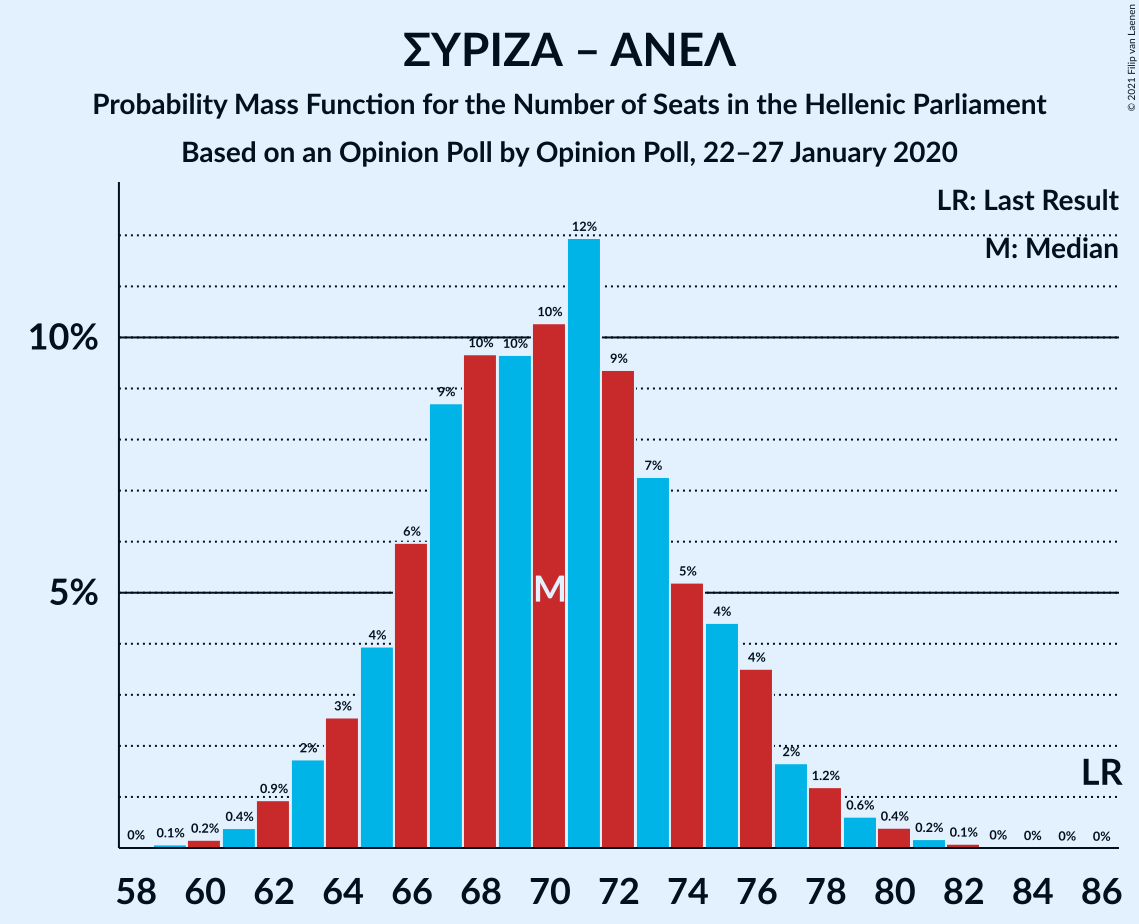 ΣΥΡΙΖΑ – ΑΝΕΛ
Probability Mass Function for the Number of Seats in the Hellenic Parliament
Based on an Opinion Poll by Opinion Poll, 22–27 January 2020
© 2021 Filip van Laenen
LR: Last Result
M: Median
10%
5%
0% 0.1% 0.2% 0.4% 0.9% 2% 3% 4% 6% 9% 10% 10% 10% 12% 9% 7% 5% 4% 4% 2% 1.2% 0.6% 0.4% 0.2% 0.1% 0% 0% 0% 0%
M
LR
58 60 62 64 66 68 70 72 74 76 78 80 82 84 86